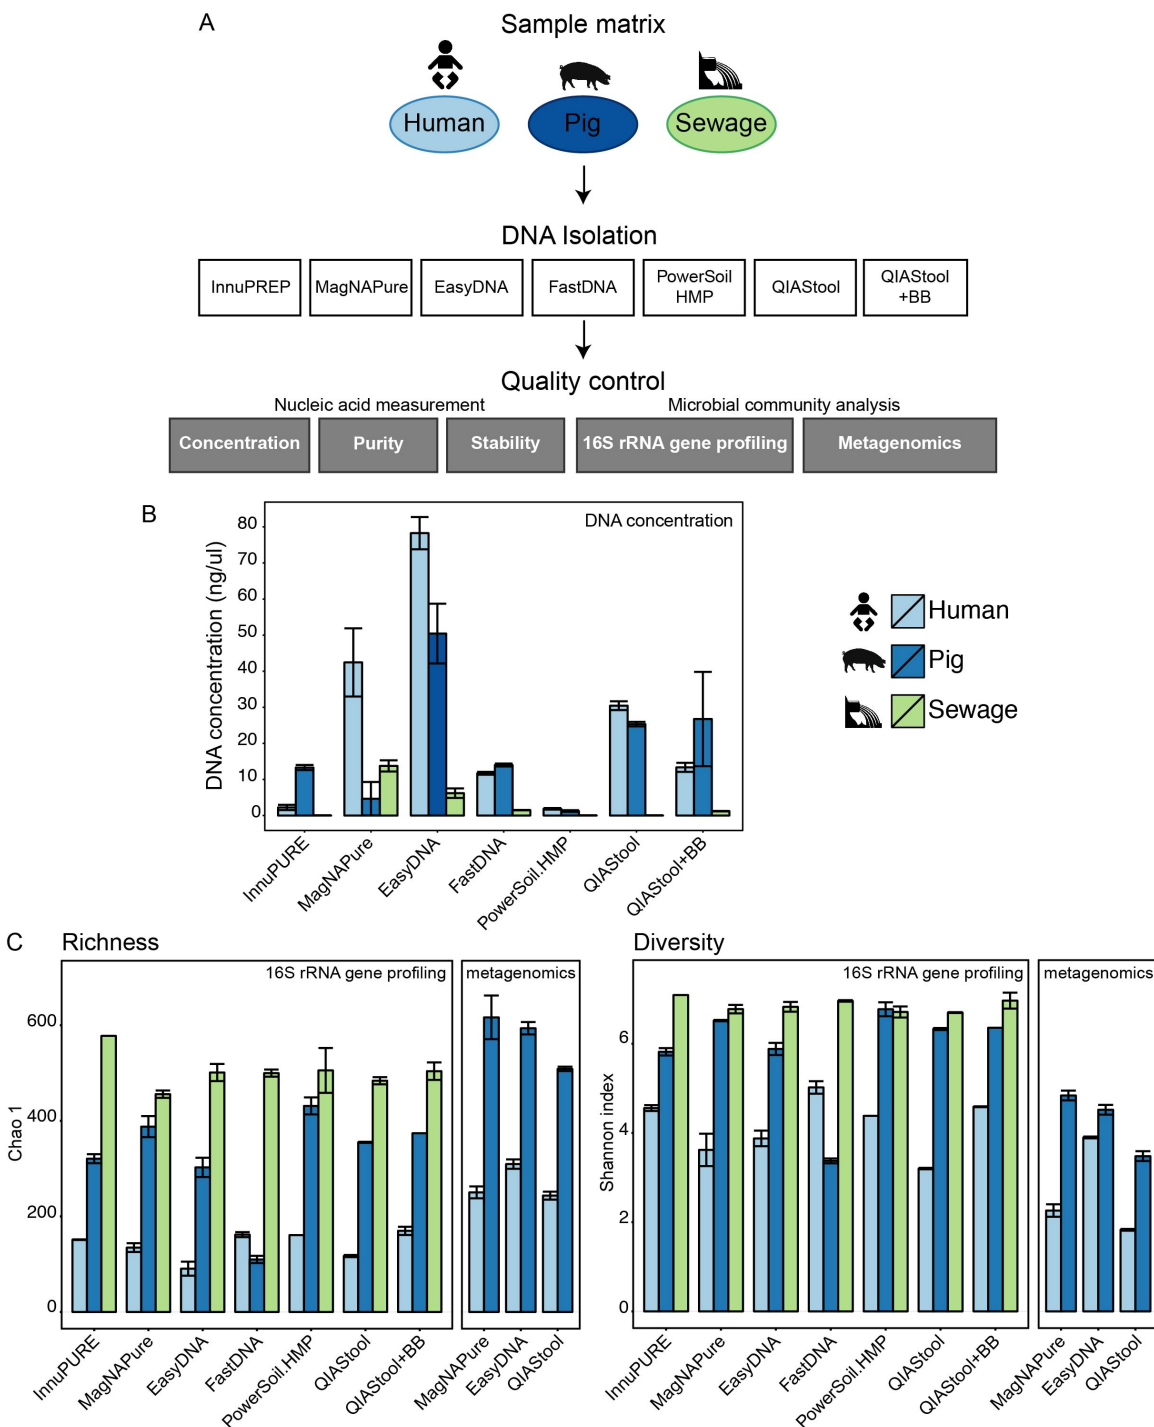 A
Sample matrix
Human
Pig
Sewage
DNA Isolation
InnuPREP
MagNAPure
EasyDNA
FastDNA
PowerSoil
HMP
QIAStool
QIAStool
+BB
Quality control
Nucleic acid measurement
Microbial community analysis
Concentration
Purity
Stability
16S rRNA gene profiling
Metagenomics
B
DNA concentration
DNA concentration (ng/ul)
80
70
60
50
40
30
20
10
0
InnuPURE
MagNAPure
EasyDNA
FastDNA
PowerSoil.HMP
QIAStool
QIAStool+BB
Human
Pig
Sewage
C
Richness
16S rRNA gene profiling
metagenomics
Chao1
600
400
200
0
InnuPURE
MagNAPure
EasyDNA
FastDNA
PowerSoil.HMP
QIAStool
QIAStool+BB
MagNAPure
EasyDNA
QIAStool
Diversity
16S rRNA gene profiling
metagenomics
Shannon index
6
4
2
0
InnuPURE
MagNAPure
EasyDNA
FastDNA
PowerSoil.HMP
QIAStool
QIAStool+BB
MagNAPure
EasyDNA
QIAStool